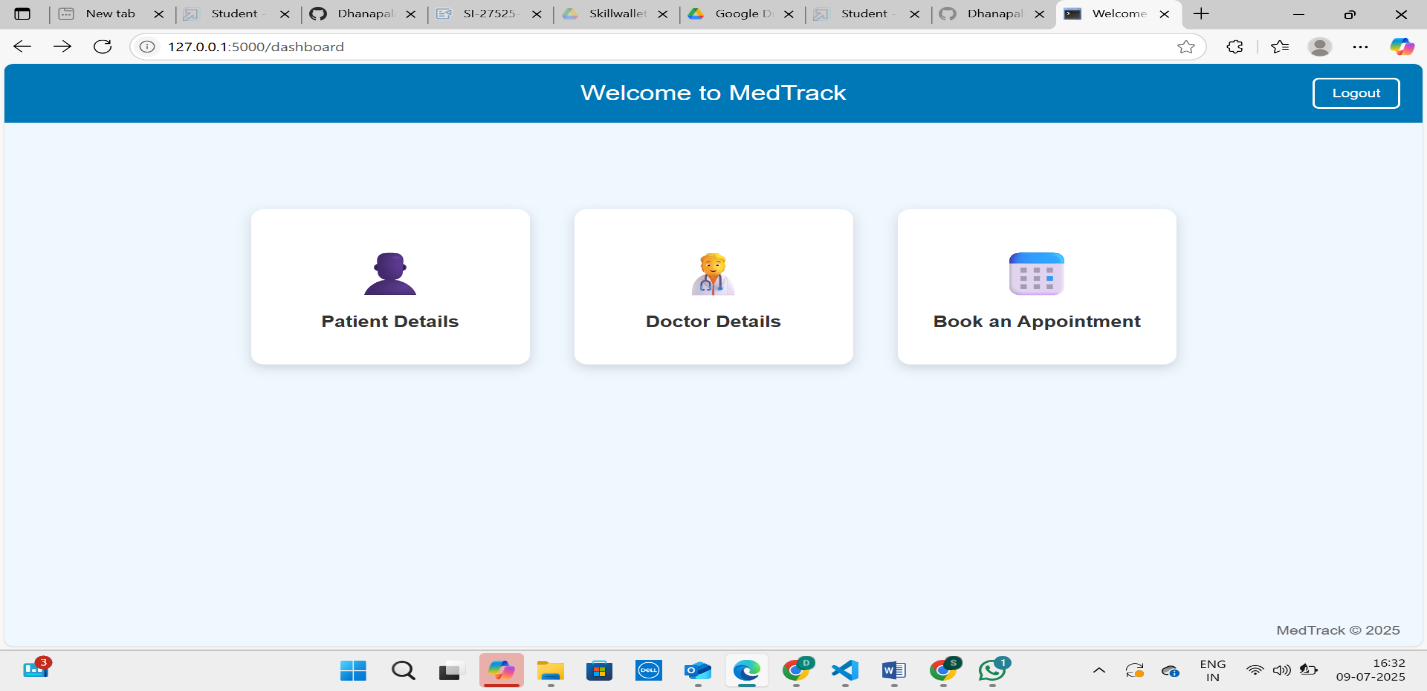 New tab
Student -
Dhanapal
SI-27525-
Skillwallet
Google D
Student -
Dhanapal
Welcome
127.0.0.1:5000/dashboard
Welcome to MedTrack
Logout
Patient Details
Doctor Details
Book an Appointment
MedTrack © 2025
3
DELL
D
S
1
ENG
IN
16:32
09-07-2025